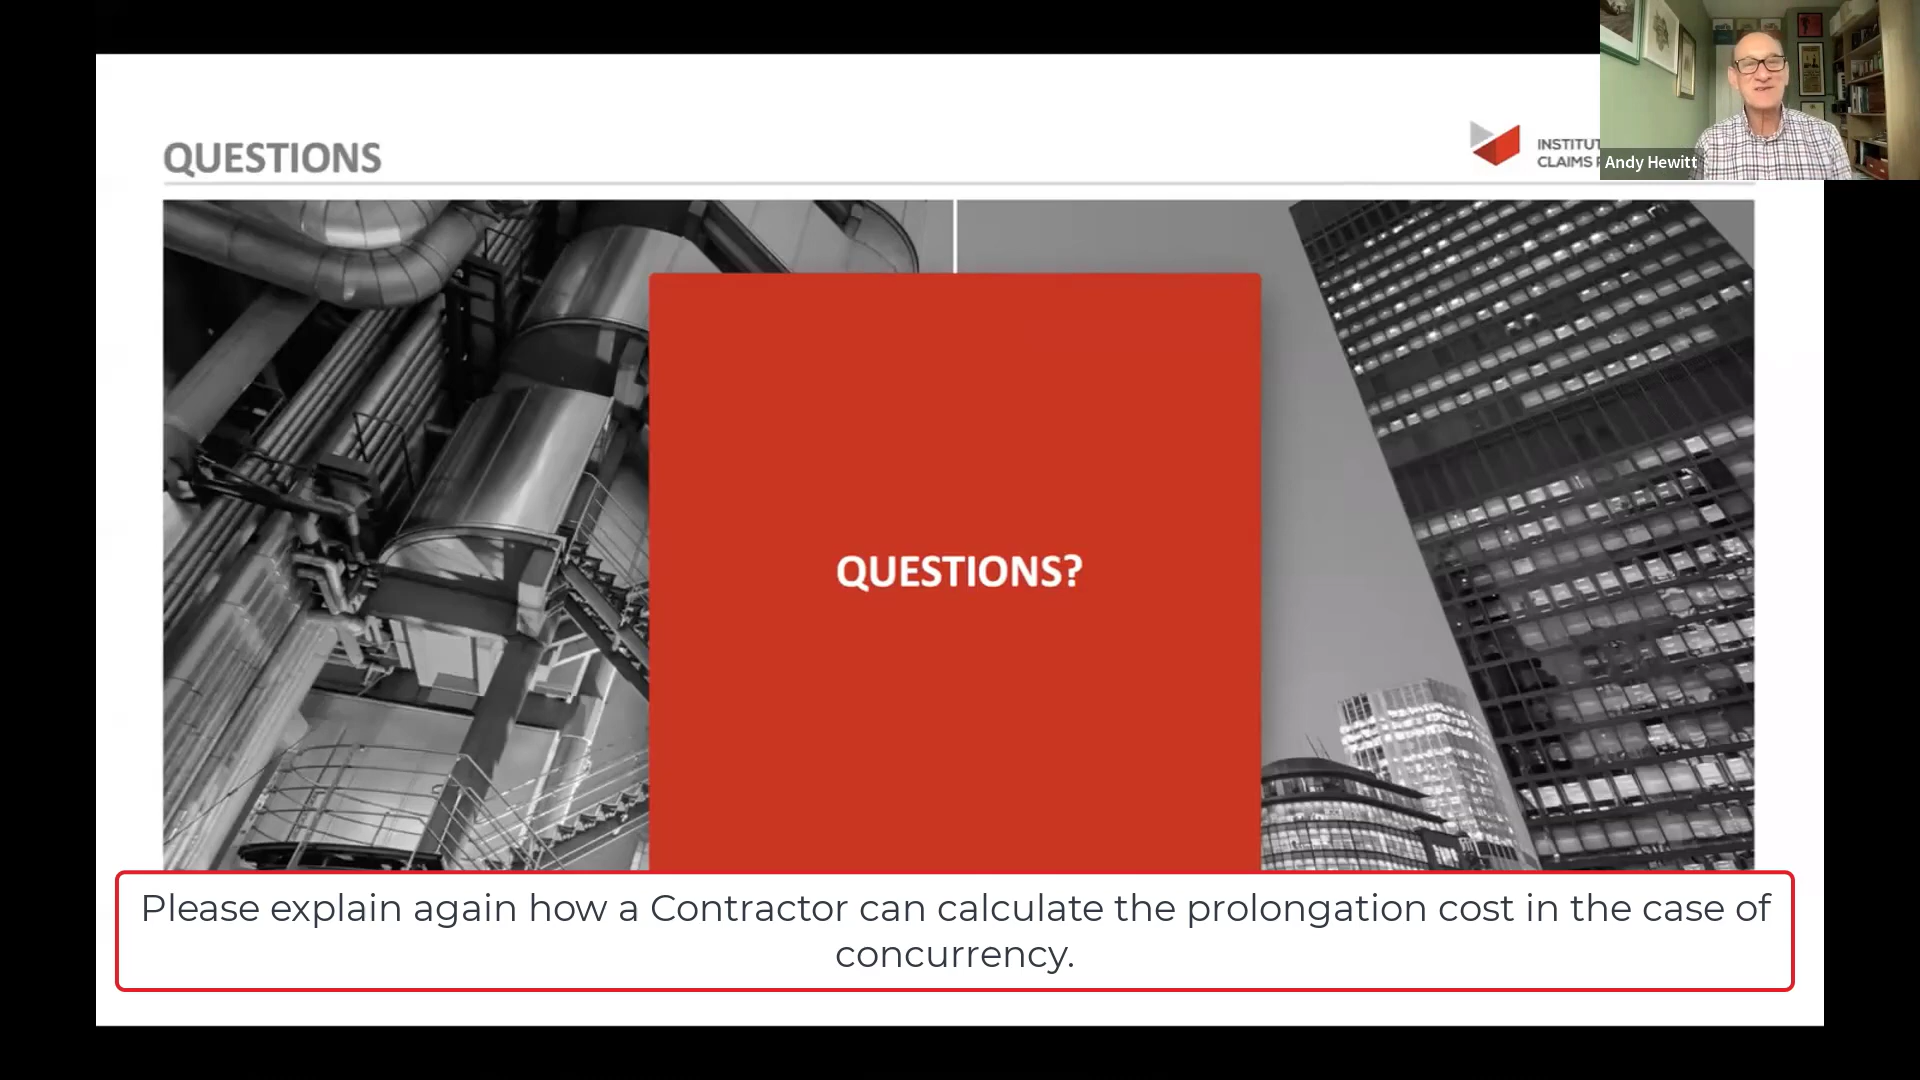 QUESTIONS
INSTITUT
CLAIMS
Andy Hewitt
QUESTIONS?
Please explain again how a Contractor can calculate the prolongation cost in the case of
concurrency.